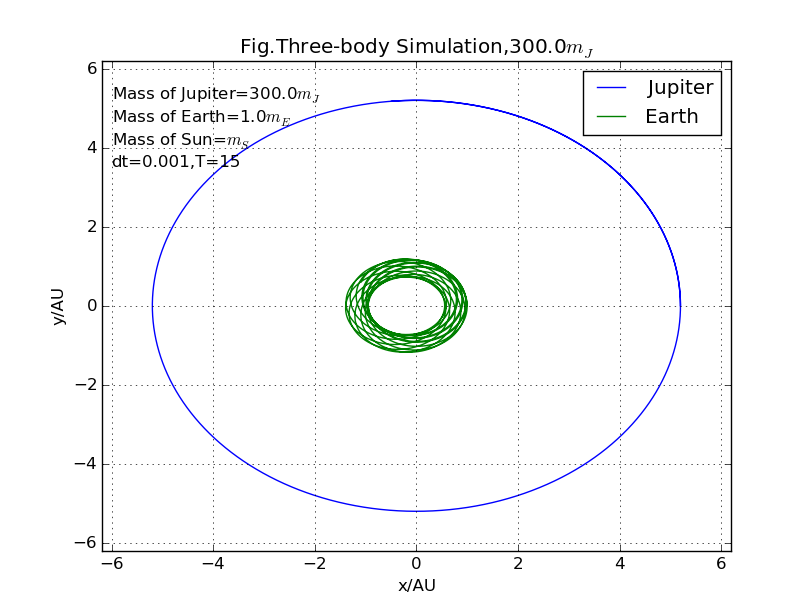 Fig.Three-body Simulation,300.0m_J
Mass of Jupiter=300.0m_J
Mass of Earth=1.0m_E
Mass of Sun=m_S
dt=0.001,T=15
Jupiter
Earth
6
4
2
0
−2
−4
−6
y/AU
−6 −4 −2 0 2 4 6
x/AU